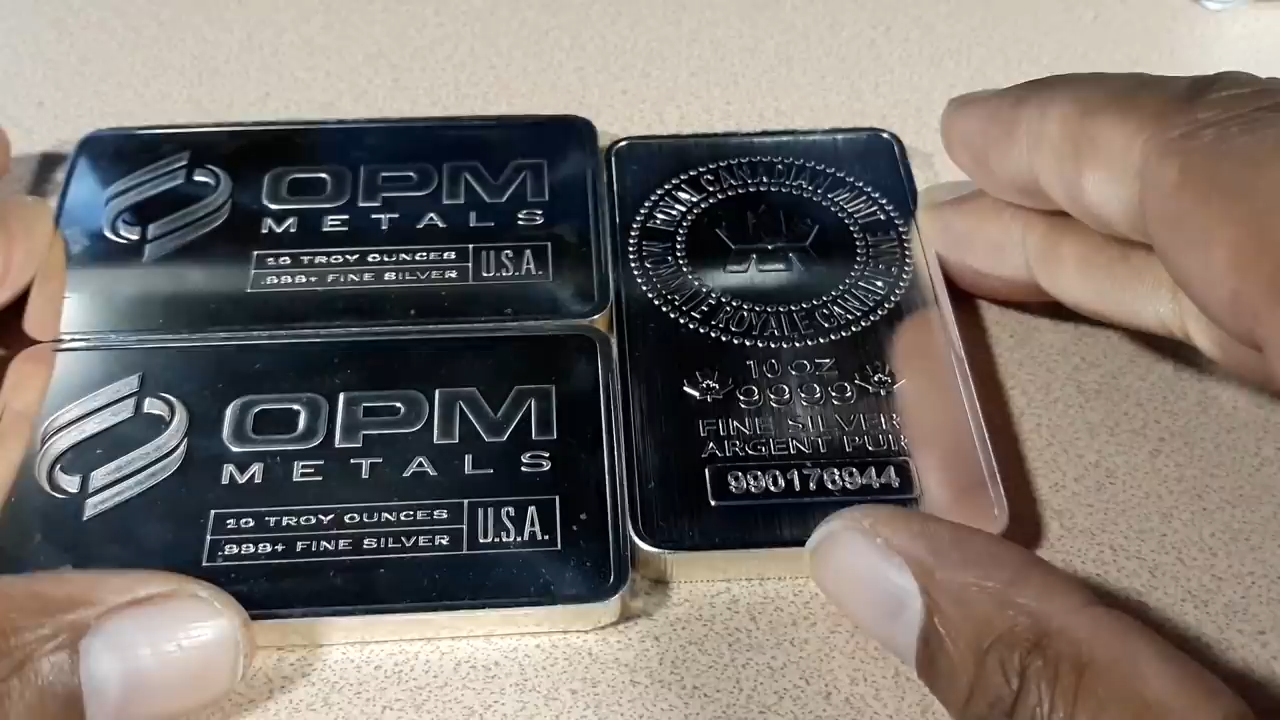 OPM
METALS
10 TROY OUNCES
.999+ FINE SILVER
U.S.A.
OPM
METALS
10 TROY OUNCES
.999+ FINE SILVER
U.S.A.
ROYAL CANADIAN MINT
MONNAIE ROYALE CANADIENNE
10 OZ
9999
FINE SILVER
ARGENT PUR
990176944